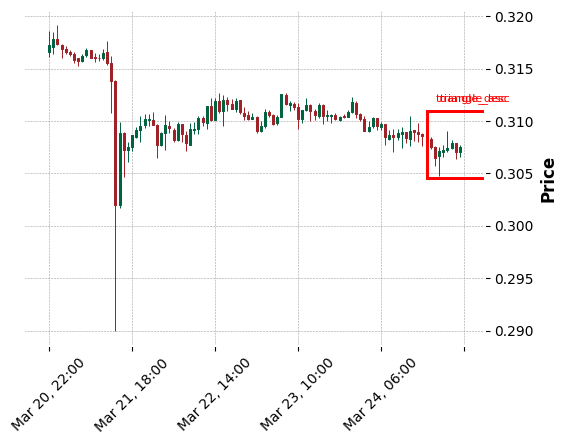 0.320
triangle_desc
0.315
0.310
0.305
0.300
0.295
0.290
Price
Mar 20, 22:00
Mar 21, 18:00
Mar 22, 14:00
Mar 23, 10:00
Mar 24, 06:00